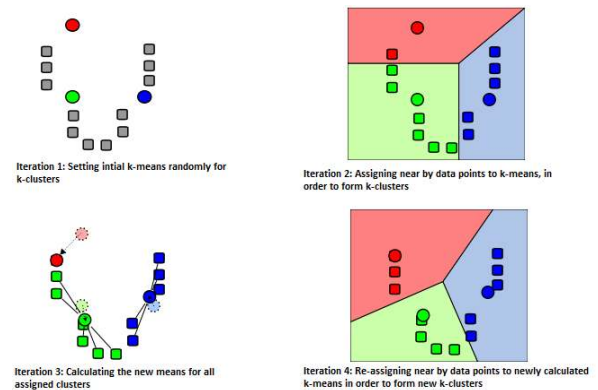 Iteration 1: Setting intial k-means randomly for
k-clusters
Iteration 2: Assigning near by data points to k-means, in
order to form k-clusters
Iteration 3: Calculating the new means for all
assigned clusters
Iteration 4: Re-assigning near by data points to newly calculated
k-means in order to form new k-clusters